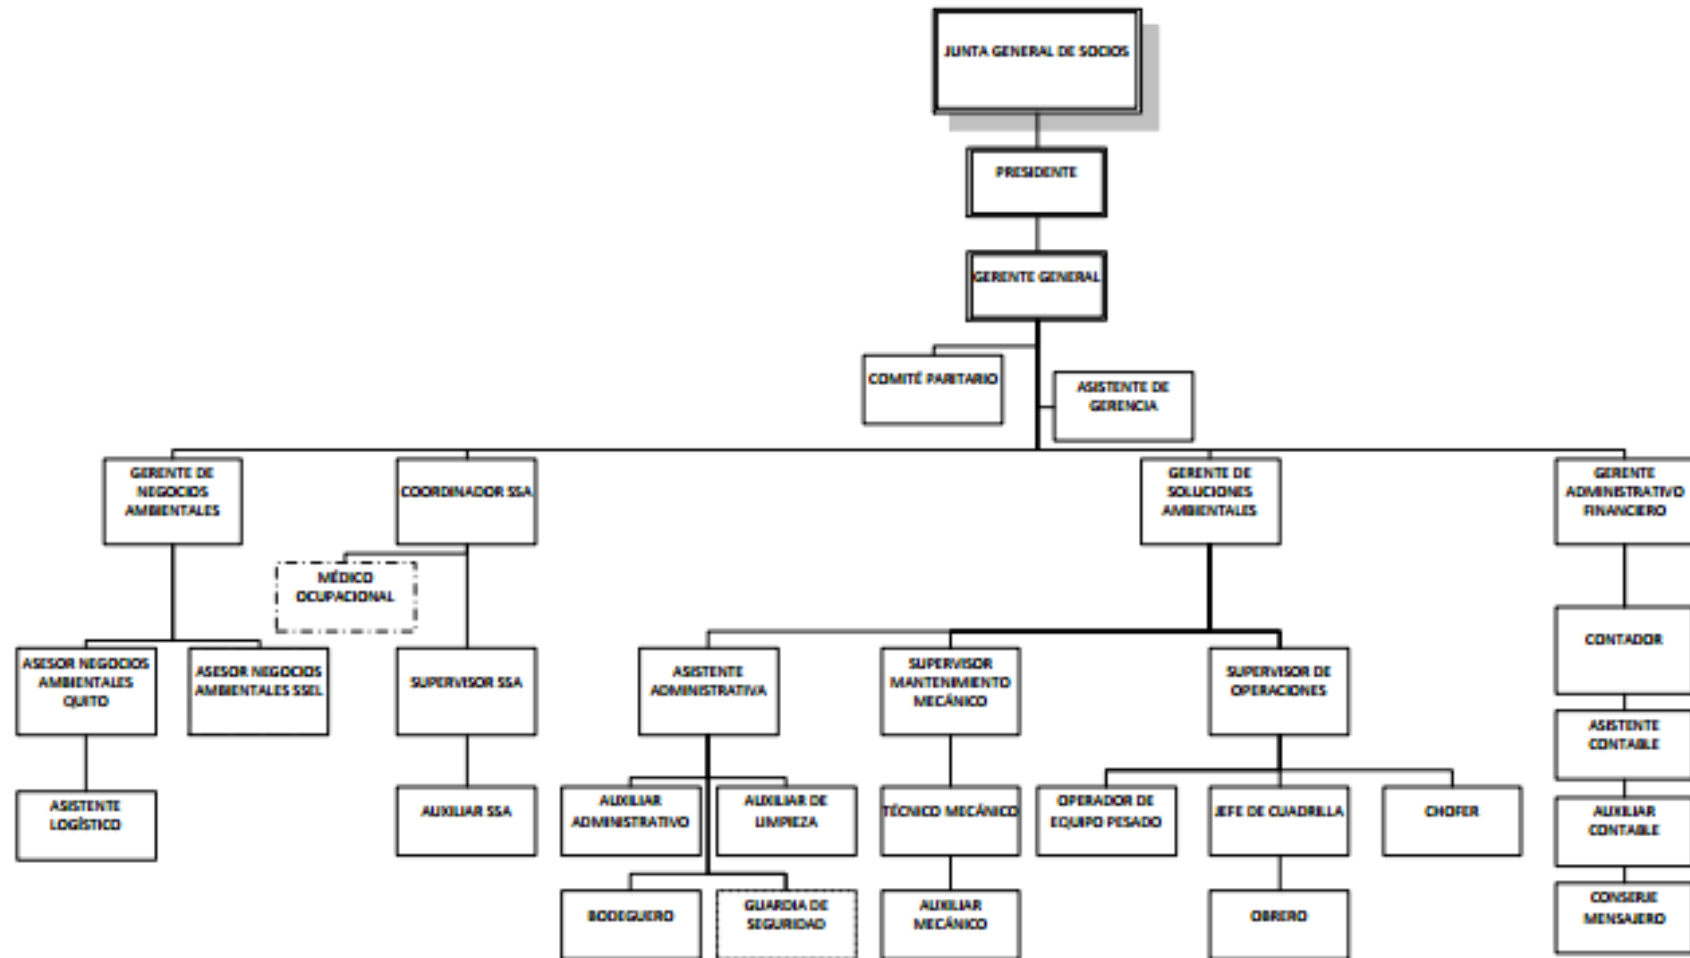 JUNTA GENERAL DE SOCIOS
PRESIDENTE
GERENTE GENERAL
COMITÉ PARITARIO
ASISTENTE DE
GERENCIA
GERENTE DE
NEGOCIOS
AMBIENTALES
COORDINADOR SSA
GERENTE DE
SOLUCIONES
AMBIENTALES
GERENTE
ADMINISTRATIVO
FINANCIERO
MÉDICO
OCUPACIONAL
ASESOR NEGOCIOS
AMBIENTALES
QUITO
ASESOR NEGOCIOS
AMBIENTALES SSEL
SUPERVISOR SSA
ASISTENTE
ADMINISTRATIVA
SUPERVISOR
MANTENIMIENTO
MECÁNICO
SUPERVISOR DE
OPERACIONES
CONTADOR
ASISTENTE
CONTABLE
ASISTENTE
LOGÍSTICO
AUXILIAR SSA
AUXILIAR
ADMINISTRATIVO
AUXILIAR DE
LIMPIEZA
TÉCNICO MECÁNICO
OPERADOR DE
EQUIPO PESADO
JEFE DE CUADRILLA
CHOFER
AUXILIAR
CONTABLE
BODEGUERO
GUARDIA DE
SEGURIDAD
AUXILIAR
MECÁNICO
OBRERO
CONSERJE
MENSAJERO